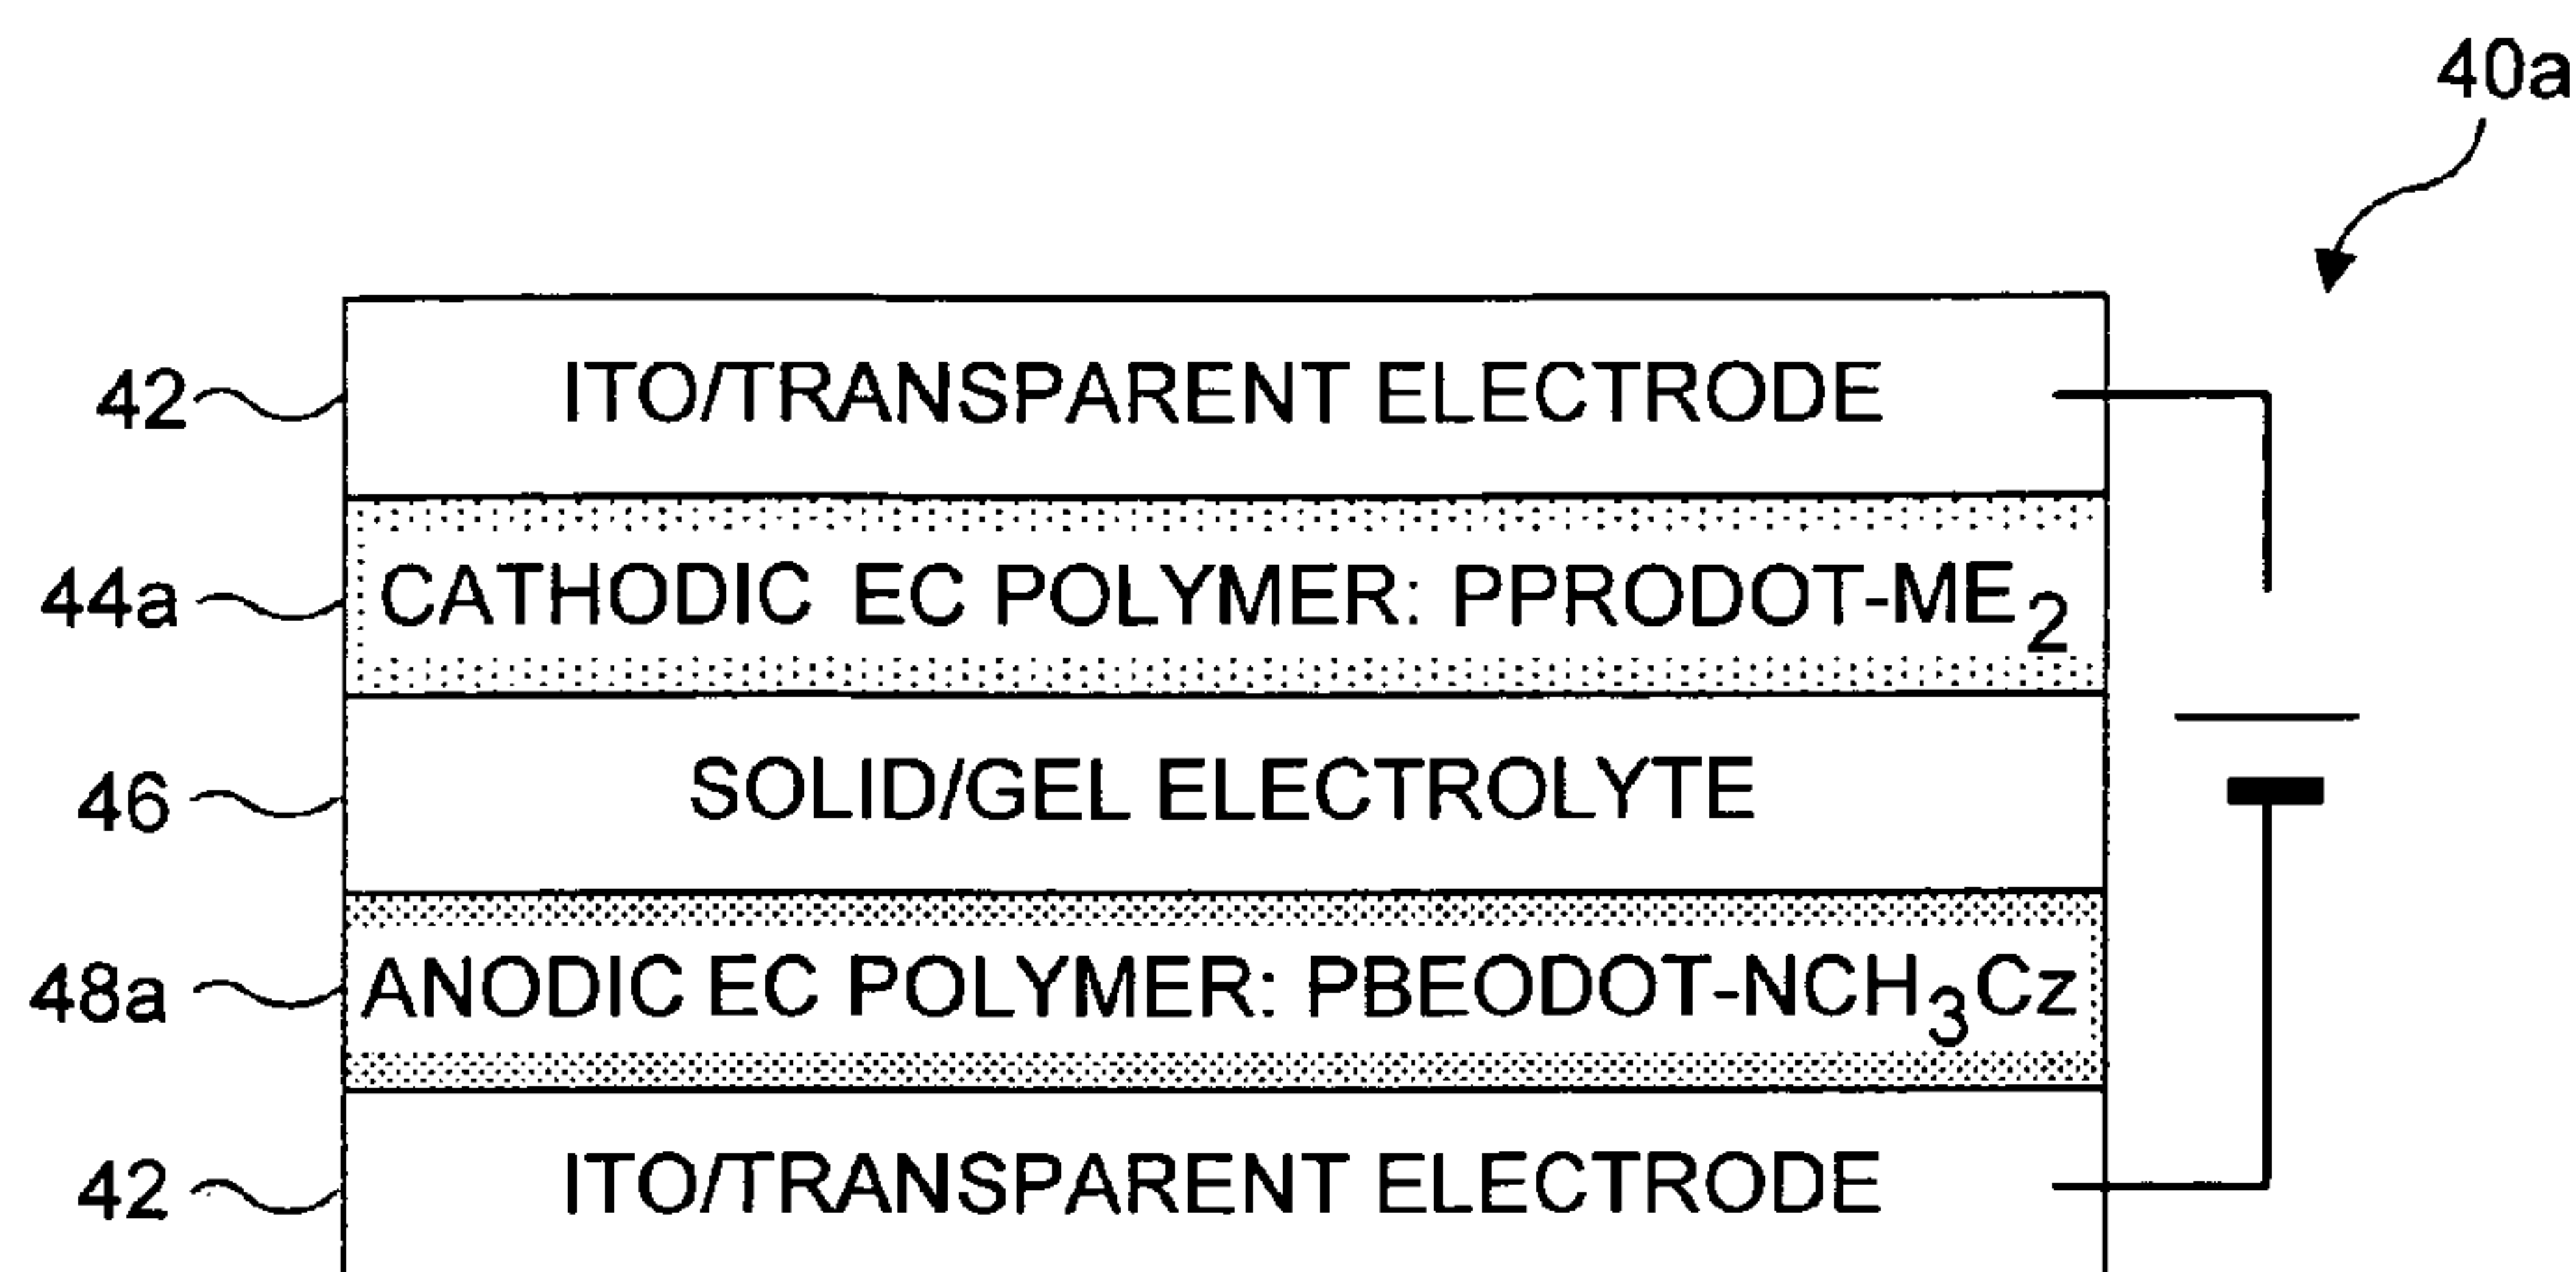 40a
42 ITO/TRANSPARENT ELECTRODE
44a CATHODIC EC POLYMER: PPRODOT-ME₂
46 SOLID/GEL ELECTROLYTE
48a ANODIC EC POLYMER: PBEODOT-NCH₃Cz
42 ITO/TRANSPARENT ELECTRODE